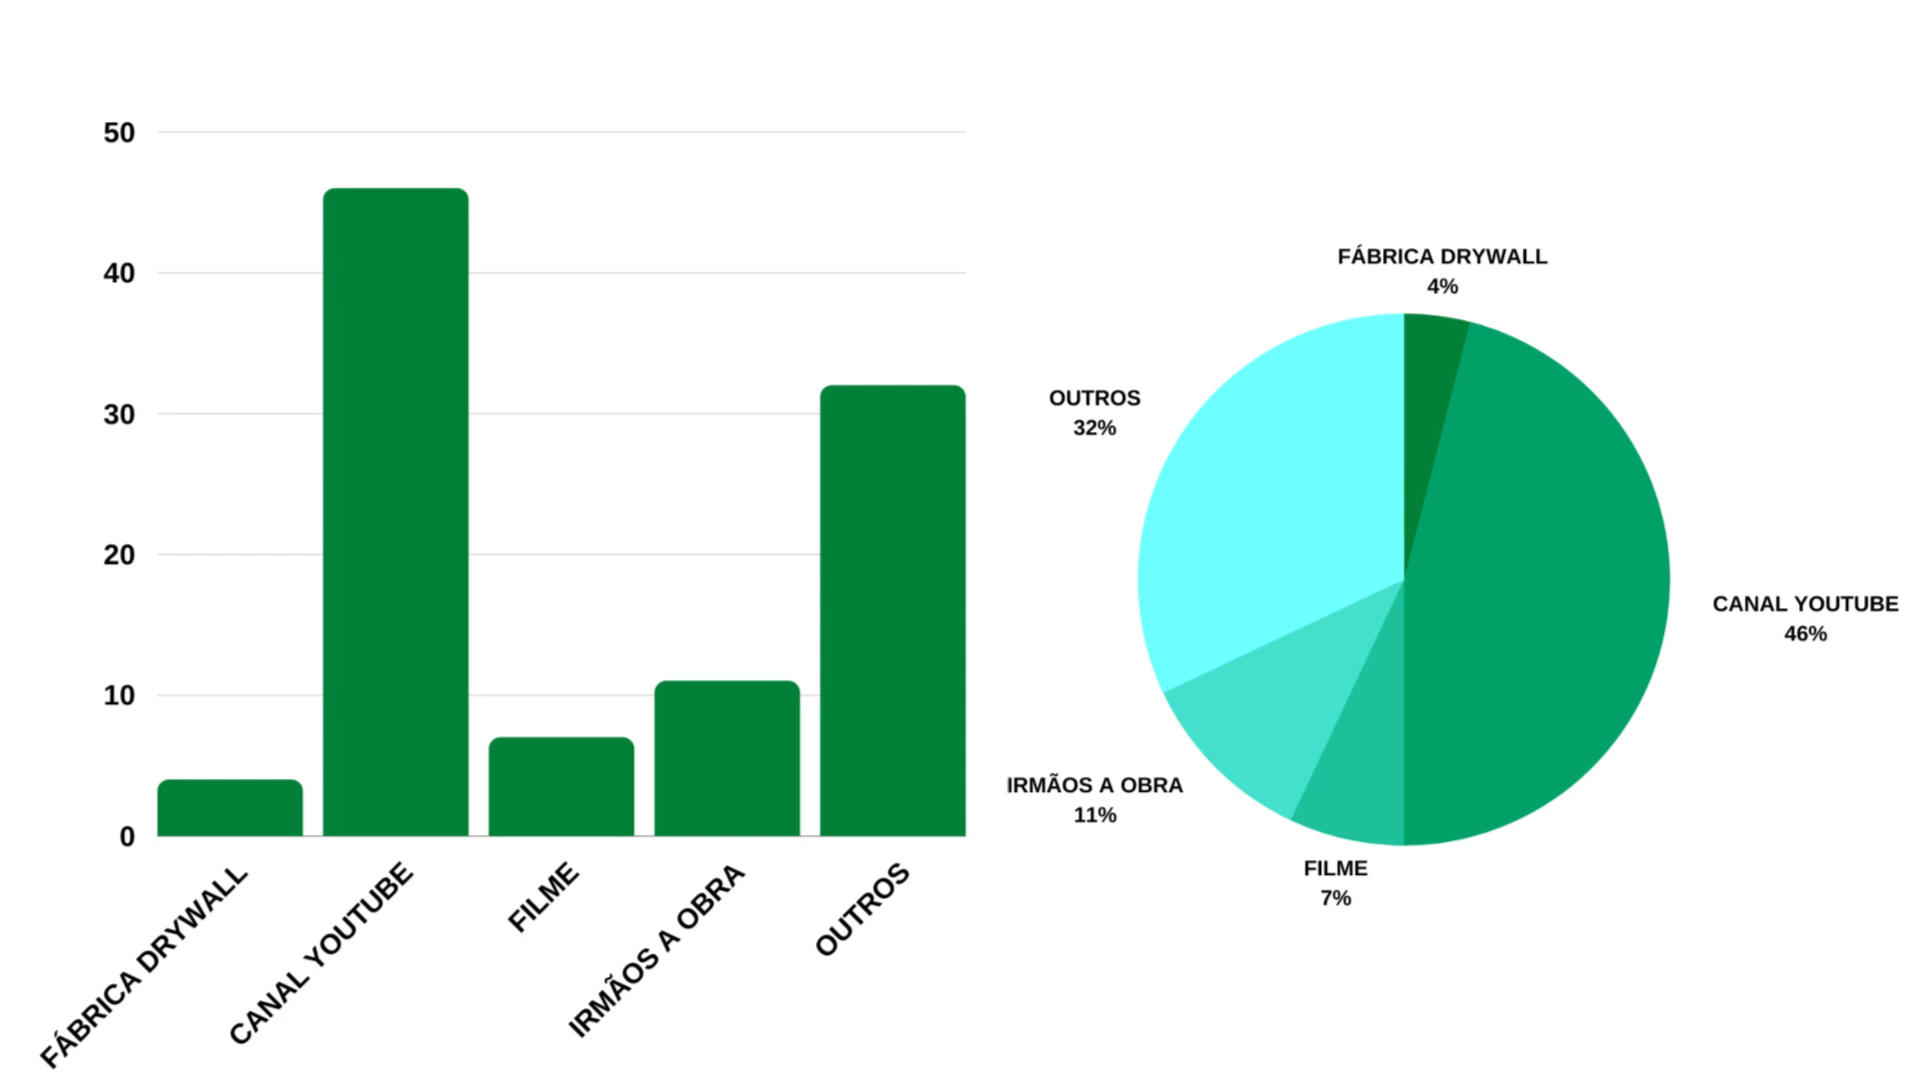 50
40
30
20
10
0
FÁBRICA DRYWALL
CANAL YOUTUBE
FILME
IRMÃOS A OBRA
OUTROS
FÁBRICA DRYWALL
4%
OUTROS
32%
CANAL YOUTUBE
46%
IRMÃOS A OBRA
11%
FILME
7%